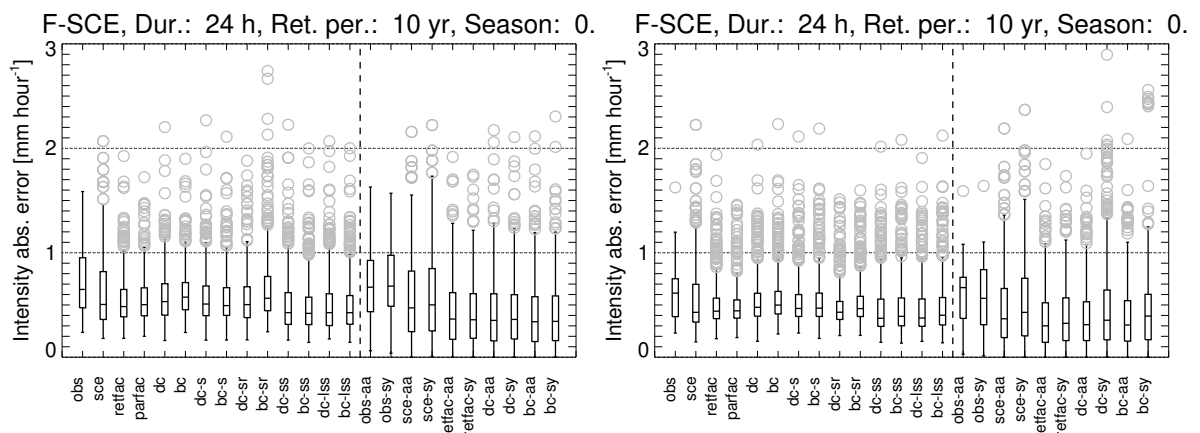 F-SCE, Dur.: 24 h, Ret. per.: 10 yr, Season: 0.
Intensity abs. error [mm hour-1]
3
2
1
0
obs
sce
retfac
parfac
dc
bc
dc-s
bc-s
dc-sr
bc-sr
dc-ss
bc-ss
dc-lss
bc-lss
obs-aa
obs-sy
sce-aa
sce-sy
etfac-aa
retfac-sy
dc-aa
dc-sy
bc-aa
bc-sy
F-SCE, Dur.: 24 h, Ret. per.: 10 yr, Season: 0.
Intensity abs. error [mm hour-1]
3
2
1
0
obs
sce
retfac
parfac
dc
bc
dc-s
bc-s
dc-sr
bc-sr
dc-ss
bc-ss
dc-lss
bc-lss
obs-aa
obs-sy
sce-aa
sce-sy
etfac-aa
retfac-sy
dc-aa
dc-sy
bc-aa
bc-sy